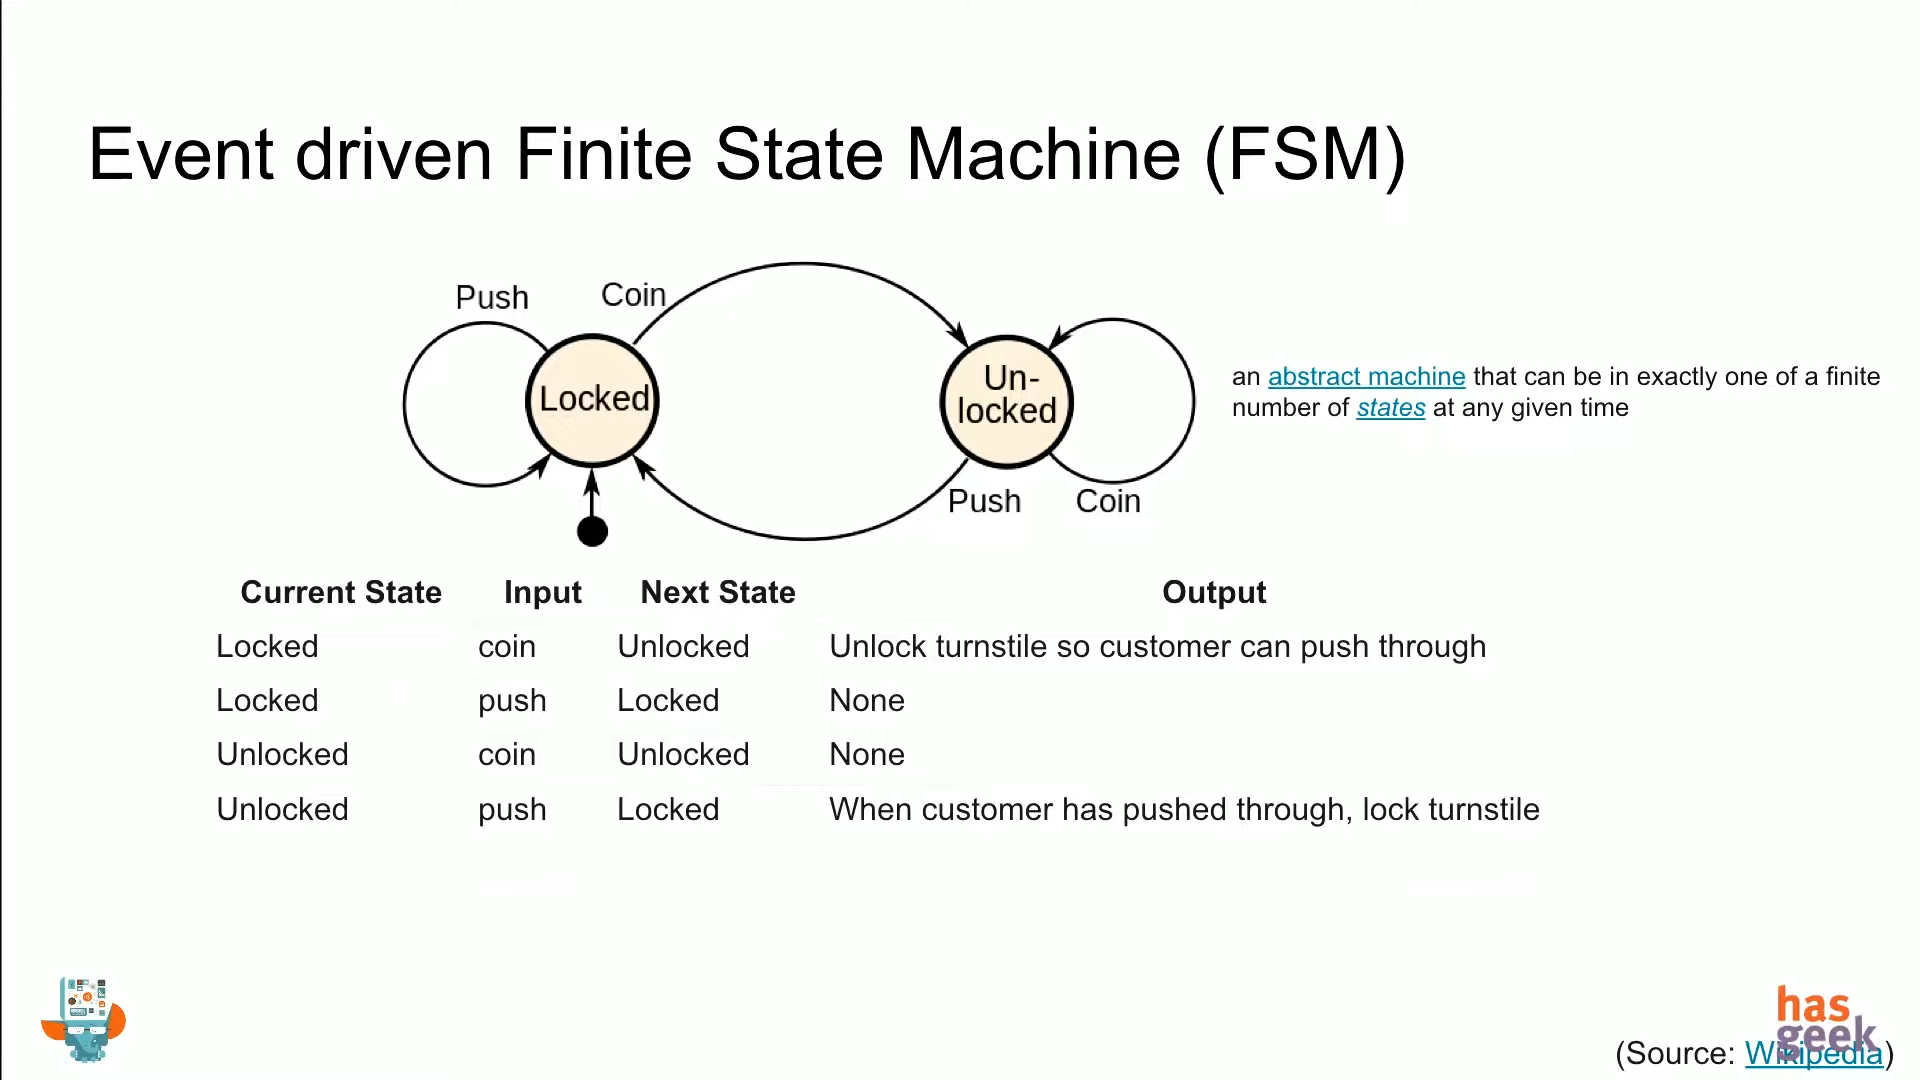 Event driven Finite State Machine (FSM)
Push
Coin
Locked
Un-
locked
Push
Coin
an abstract machine that can be in exactly one of a finite
number of states at any given time
Current State Input Next State Output
Locked coin Unlocked Unlock turnstile so customer can push through
Locked push Locked None
Unlocked coin Unlocked None
Unlocked push Locked When customer has pushed through, lock turnstile
has
geek
(Source: Wikipedia)